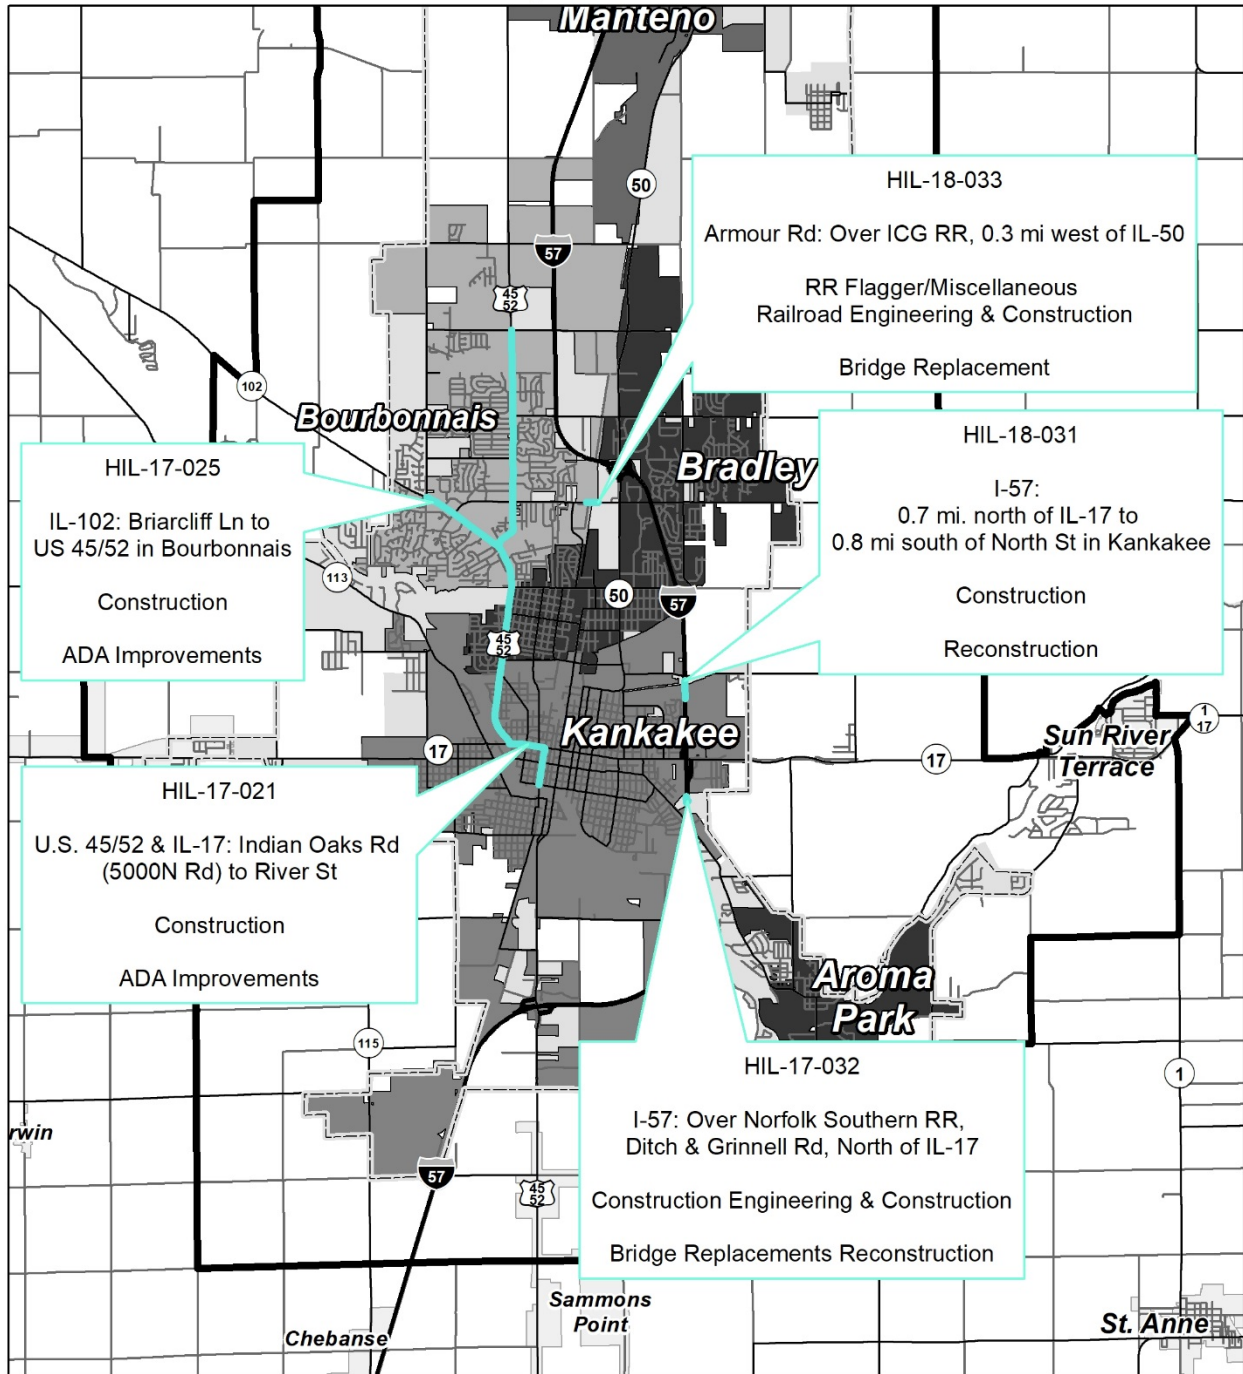 Manteno
50
57
45
52
HIL-18-033
Armour Rd: Over ICG RR, 0.3 mi west of IL-50
RR Flagger/Miscellaneous
Railroad Engineering & Construction
Bridge Replacement
102
Bourbonnais
Bradley
HIL-17-025
IL-102: Briarcliff Ln to
US 45/52 in Bourbonnais
Construction
ADA Improvements
HIL-18-031
I-57:
0.7 mi. north of IL-17 to
0.8 mi south of North St in Kankakee
Construction
Reconstruction
113
50
57
45
52
Kankakee
17
17
1
17
Sun River
Terrace
HIL-17-021
U.S. 45/52 & IL-17: Indian Oaks Rd
(5000N Rd) to River St
Construction
ADA Improvements
Aroma
Park
115
1
HIL-17-032
I-57: Over Norfolk Southern RR,
Ditch & Grinnell Rd, North of IL-17
Construction Engineering & Construction
Bridge Replacements Reconstruction
rwin
57
45
52
Sammons
Point
Chebanse
St. Anne